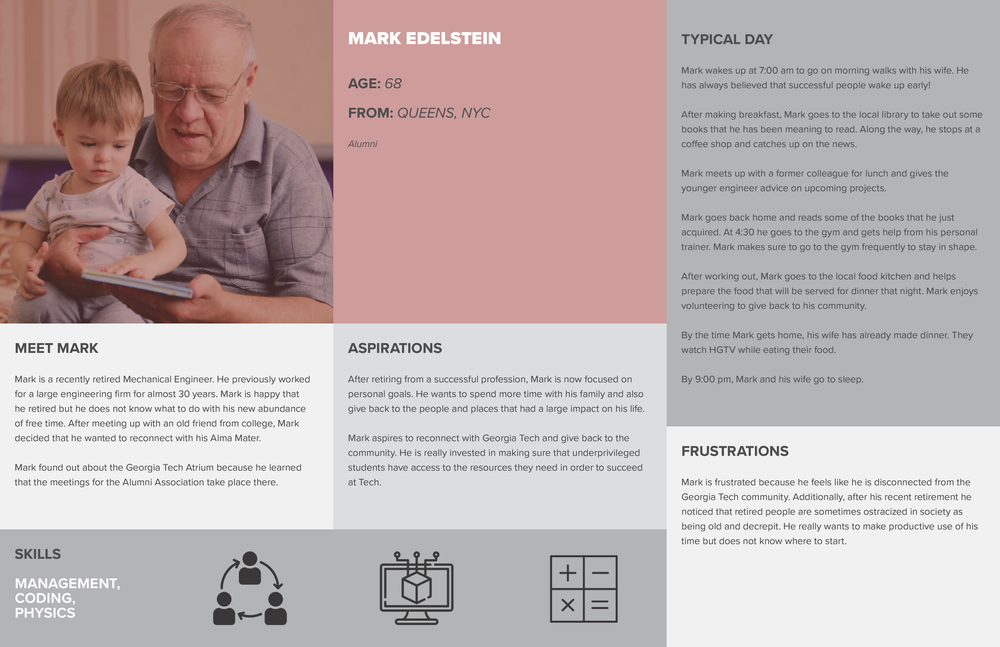 MARK EDELSTEIN
AGE: 68
FROM: QUEENS, NYC
Alumni
MEET MARK
Mark is a recently retired Mechanical Engineer. He previously worked
for a large engineering firm for almost 30 years. Mark is happy that
he retired but he does not know what to do with his new abundance
of free time. After meeting up with an old friend from college, Mark
decided that he wanted to reconnect with his Alma Mater.
Mark found out about the Georgia Tech Atrium because he learned
that the meetings for the Alumni Association take place there.
ASPIRATIONS
After retiring from a successful profession, Mark is now focused on
personal goals. He wants to spend more time with his family and also
give back to the people and places that had a large impact on his life.
Mark aspires to reconnect with Georgia Tech and give back to the
community. He is really invested in making sure that underprivileged
students have access to the resources they need in order to succeed
at Tech.
SKILLS
MANAGEMENT,
CODING,
PHYSICS
TYPICAL DAY
Mark wakes up at 7:00 am to go on morning walks with his wife. He
has always believed that successful people wake up early!
After making breakfast, Mark goes to the local library to take out some
books that he has been meaning to read. Along the way, he stops at a
coffee shop and catches up on the news.
Mark meets up with a former colleague for lunch and gives the
younger engineer advice on upcoming projects.
Mark goes back home and reads some of the books that he just
acquired. At 4:30 he goes to the gym and gets help from his personal
trainer. Mark makes sure to go to the gym frequently to stay in shape.
After working out, Mark goes to the local food kitchen and helps
prepare the food that will be served for dinner that night. Mark enjoys
volunteering to give back to his community.
By the time Mark gets home, his wife has already made dinner. They
watch HGTV while eating their food.
By 9:00 pm, Mark and his wife go to sleep.
FRUSTRATIONS
Mark is frustrated because he feels like he is disconnected from the
Georgia Tech community. Additionally, after his recent retirement he
noticed that retired people are sometimes ostracized in society as
being old and decrepit. He really wants to make productive use of his
time but does not know where to start.